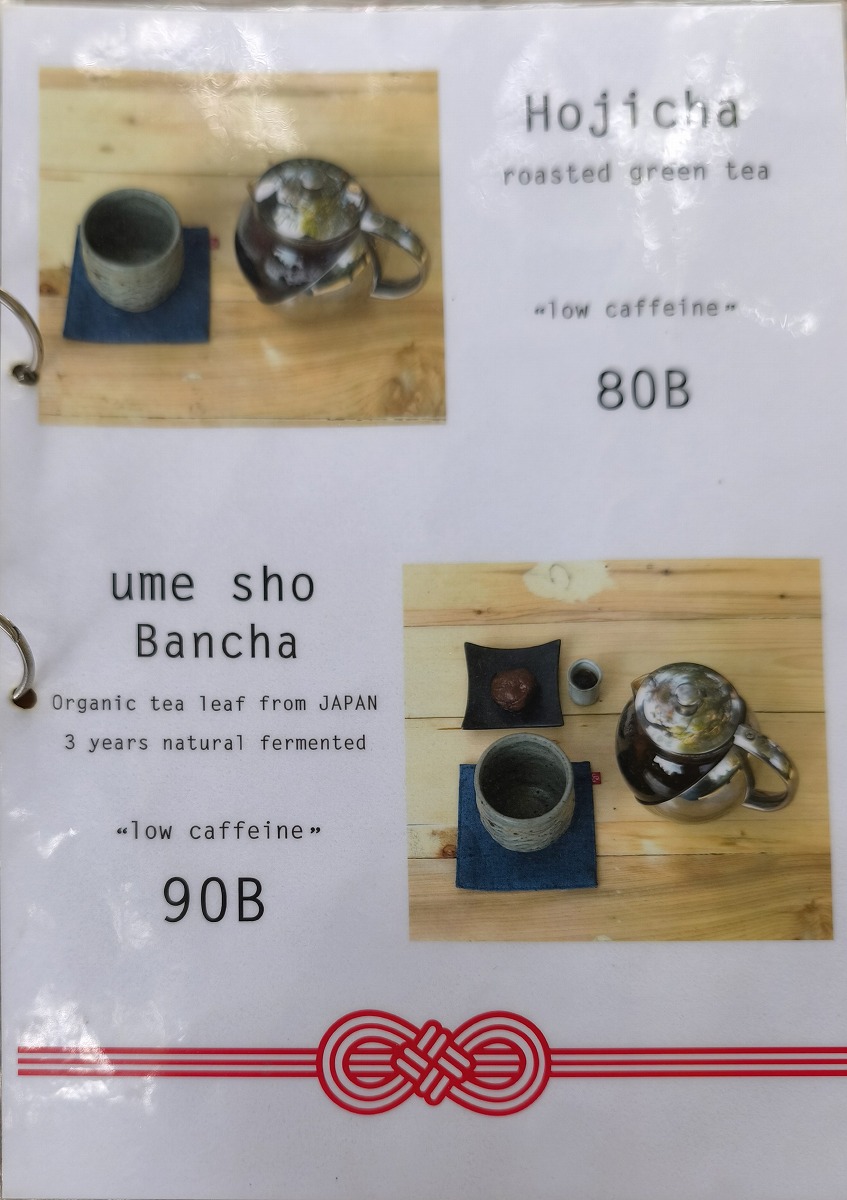 Hojicha
roasted green tea
“low caffeine”
80B
ume sho
Bancha
Organic tea leaf from JAPAN
3 years natural fermented
“low caffeine”
90B